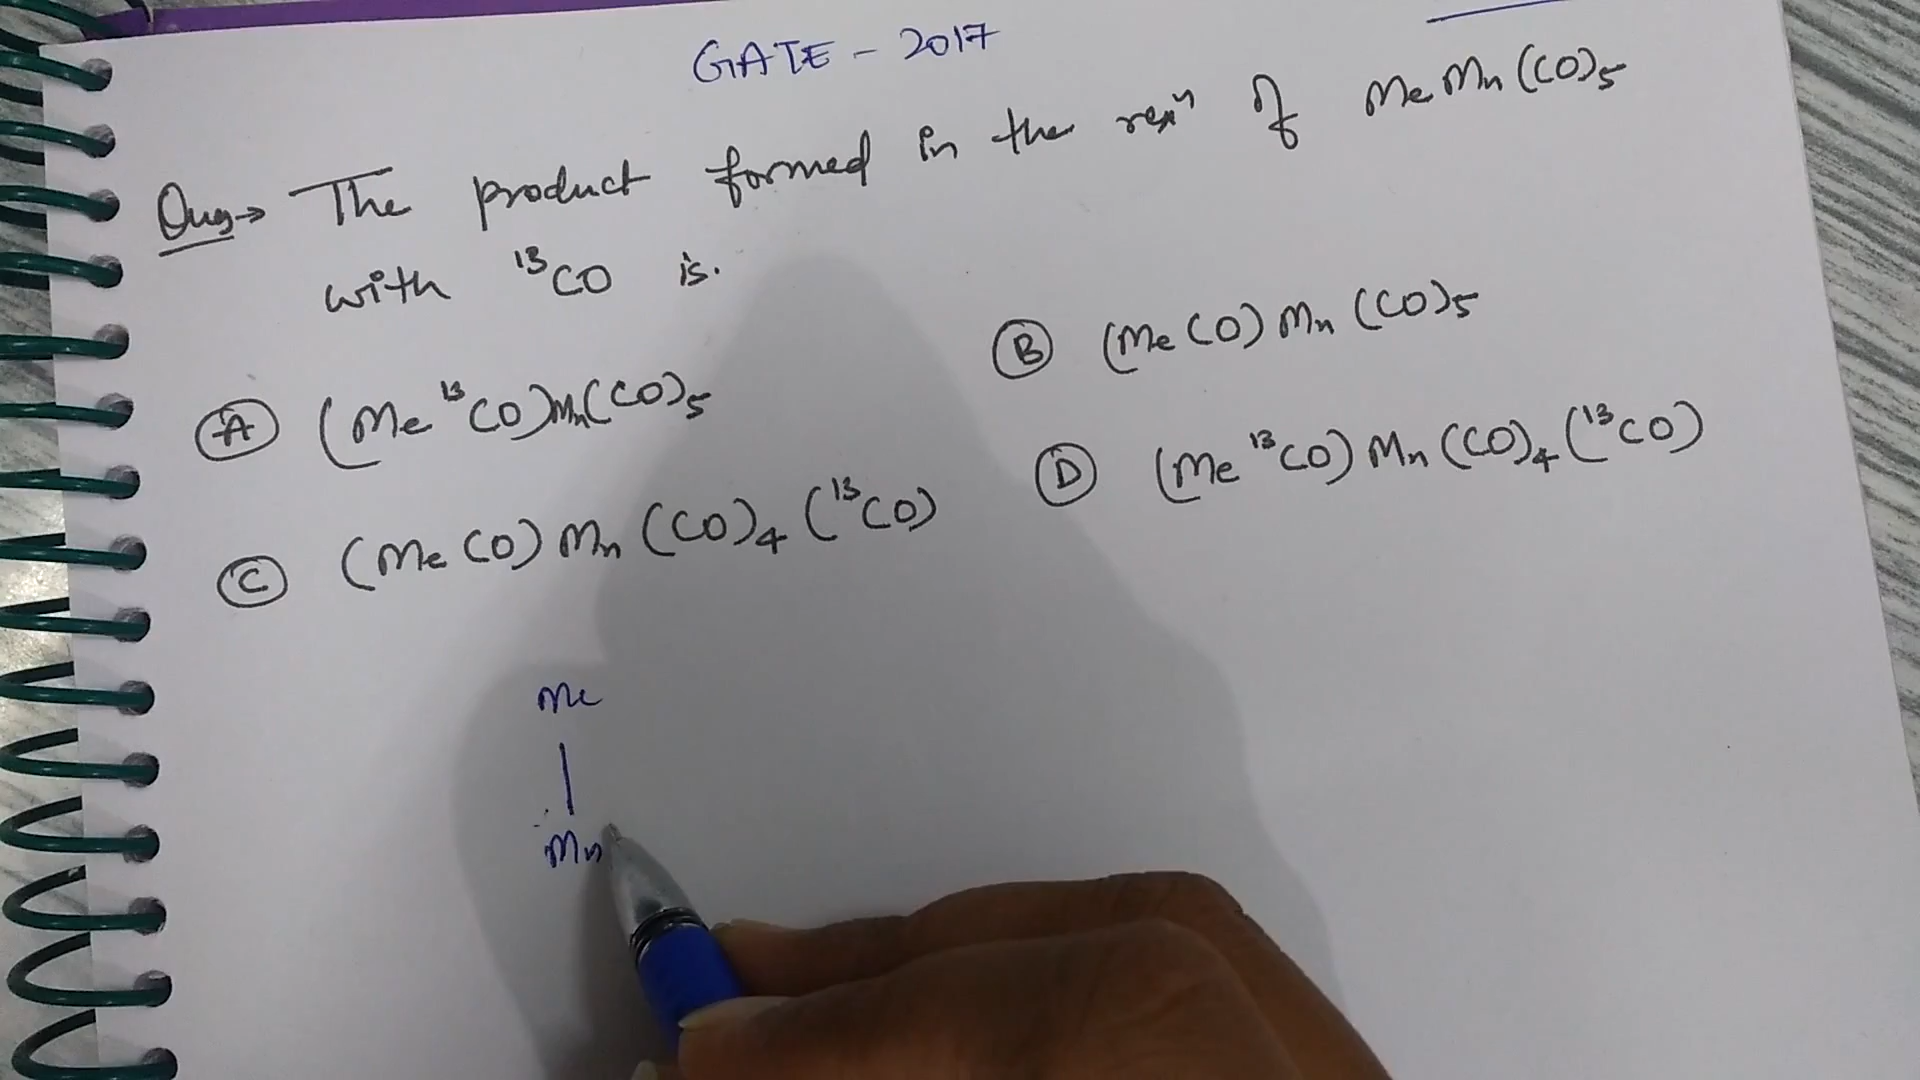 GATE - 2017
Ques→ The product formed in the rexⁿ of MeMn(CO)₅
with ¹³CO is.
(A) (Me¹³CO)Mn(CO)₅
(B) (MeCO)Mn(CO)₅
(C) (MeCO)Mn(CO)₄(¹³CO)
(D) (Me¹³CO)Mn(CO)₄(¹³CO)
Me
Mn